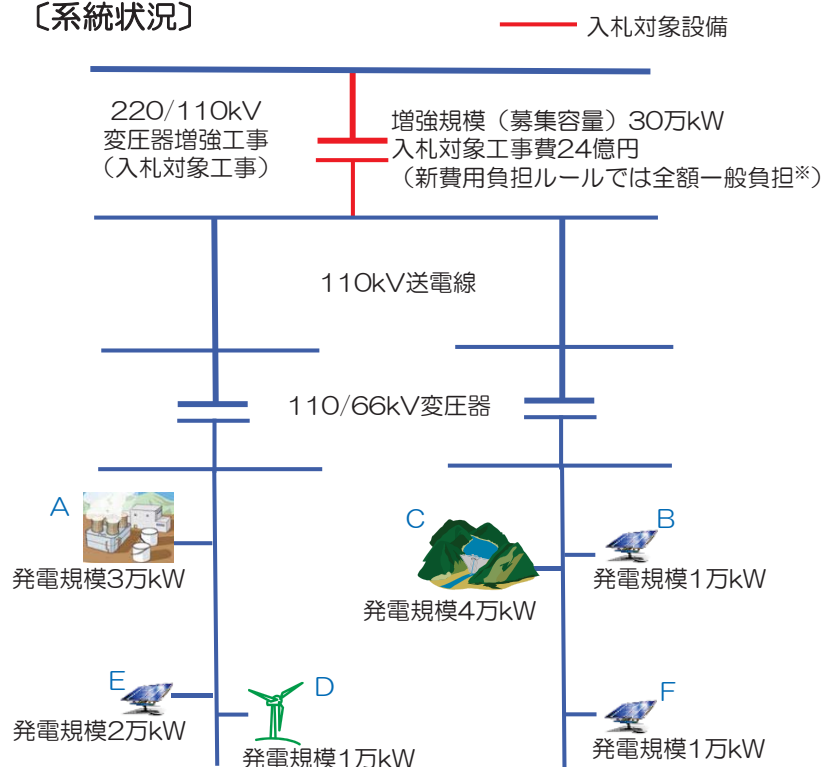 〔系統状況〕
入札対象設備
220/110kV
変圧器増強工事
（入札対象工事）
増強規模（募集容量）30万kW
入札対象工事費24億円
（新費用負担ルールでは全額一般負担※）
110kV送電線
110/66kV変圧器
A
発電規模3万kW
C
発電規模4万kW
B
発電規模1万kW
E
発電規模2万kW
D
発電規模1万kW
F
発電規模1万kW